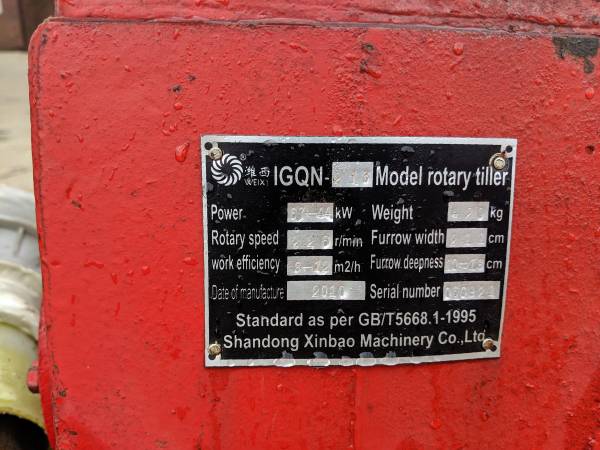 潍西 WEIXI IGQN- Model rotary tiller
Power kW Weight kg
Rotary speed r/min Furrow width cm
work efficiency m2/h Furrow deepness cm
Date of manufacture 2010 Serial number
Standard as per GB/T5668.1-1995
Shandong Xinbao Machinery Co.,Ltd